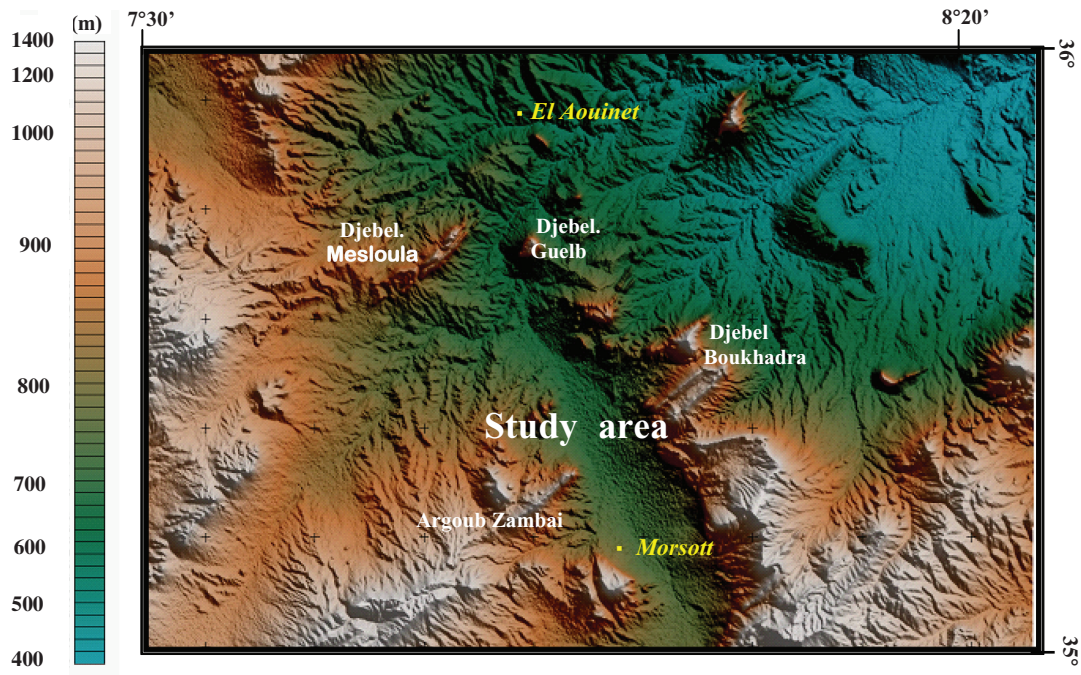 (m)
7°30’
8°20’
1400
1200
1000
900
800
700
600
500
400
36°
El Aouinet
Djebel.
Mesloula
Djebel.
Guelb
Djebel
Boukhadra
Study area
Argoub Zambai
Morsott
35°